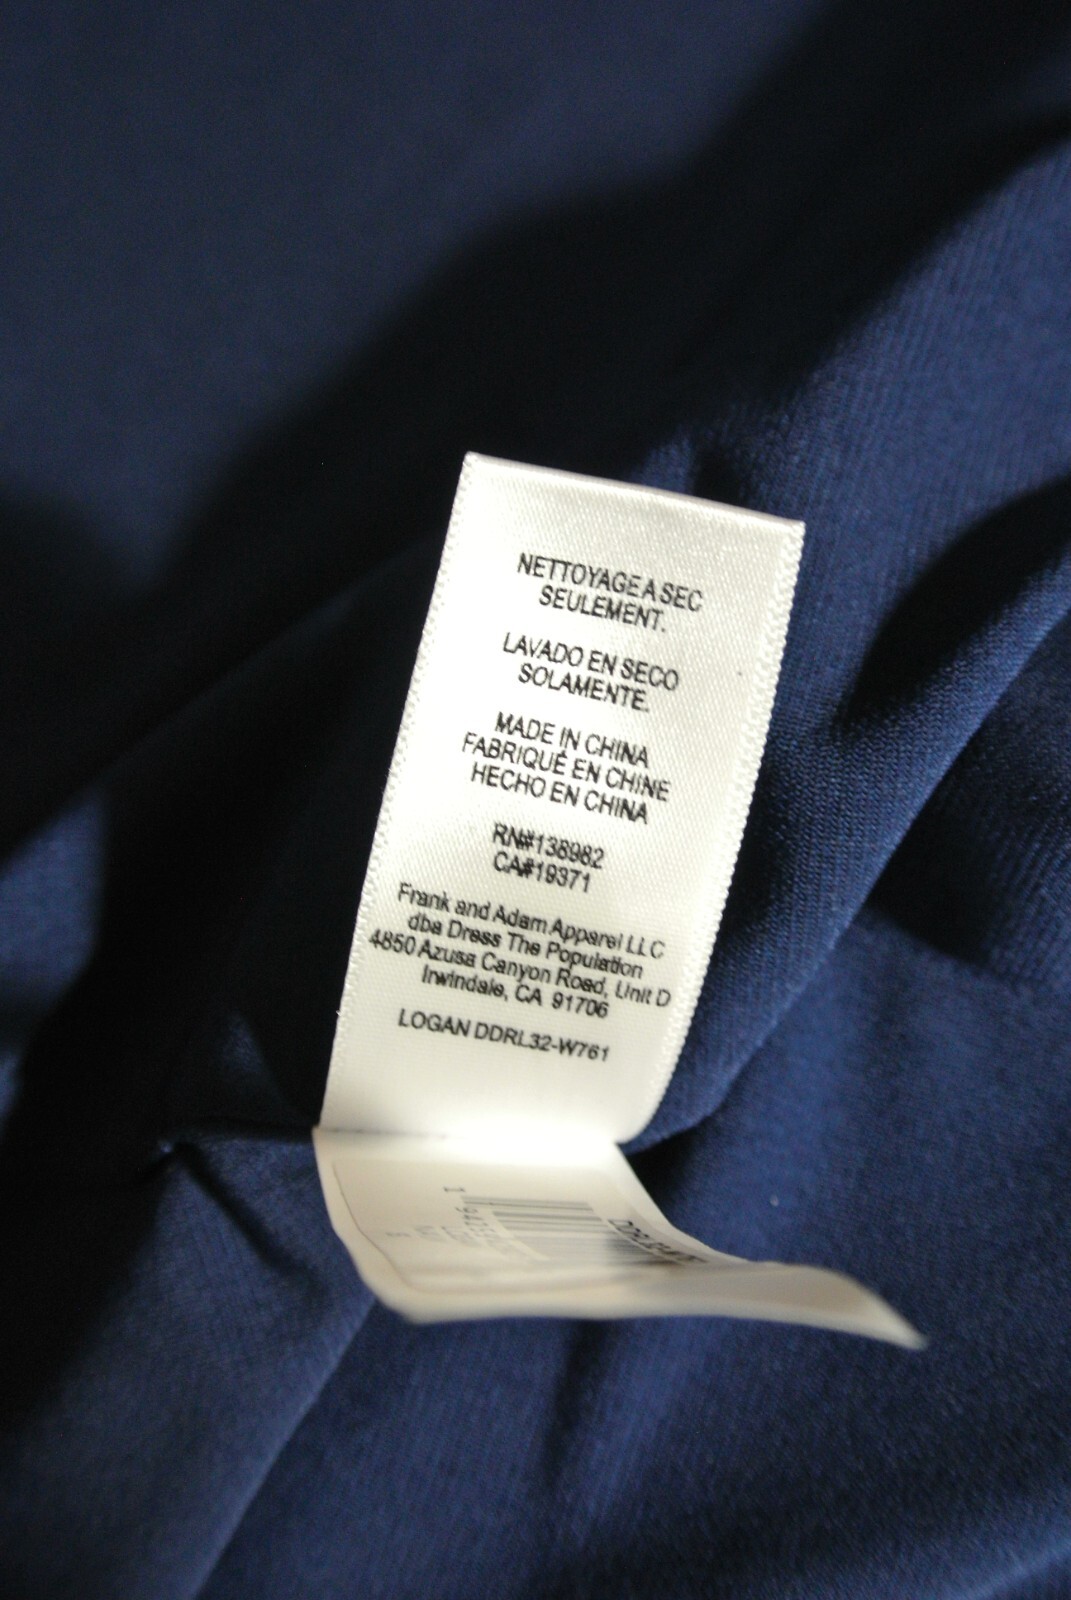 NETTOYAGE A SEC
SEULEMENT.
LAVADO EN SECO
SOLAMENTE.
MADE IN CHINA
FABRIQUÉ EN CHINE
HECHO EN CHINA
RN#138982
CA#19371
Frank and Adam Apparel LLC
dba Dress The Population
4850 Azusa Canyon Road, Unit D
Irwindale, CA 91706
LOGAN DDRL32-W761